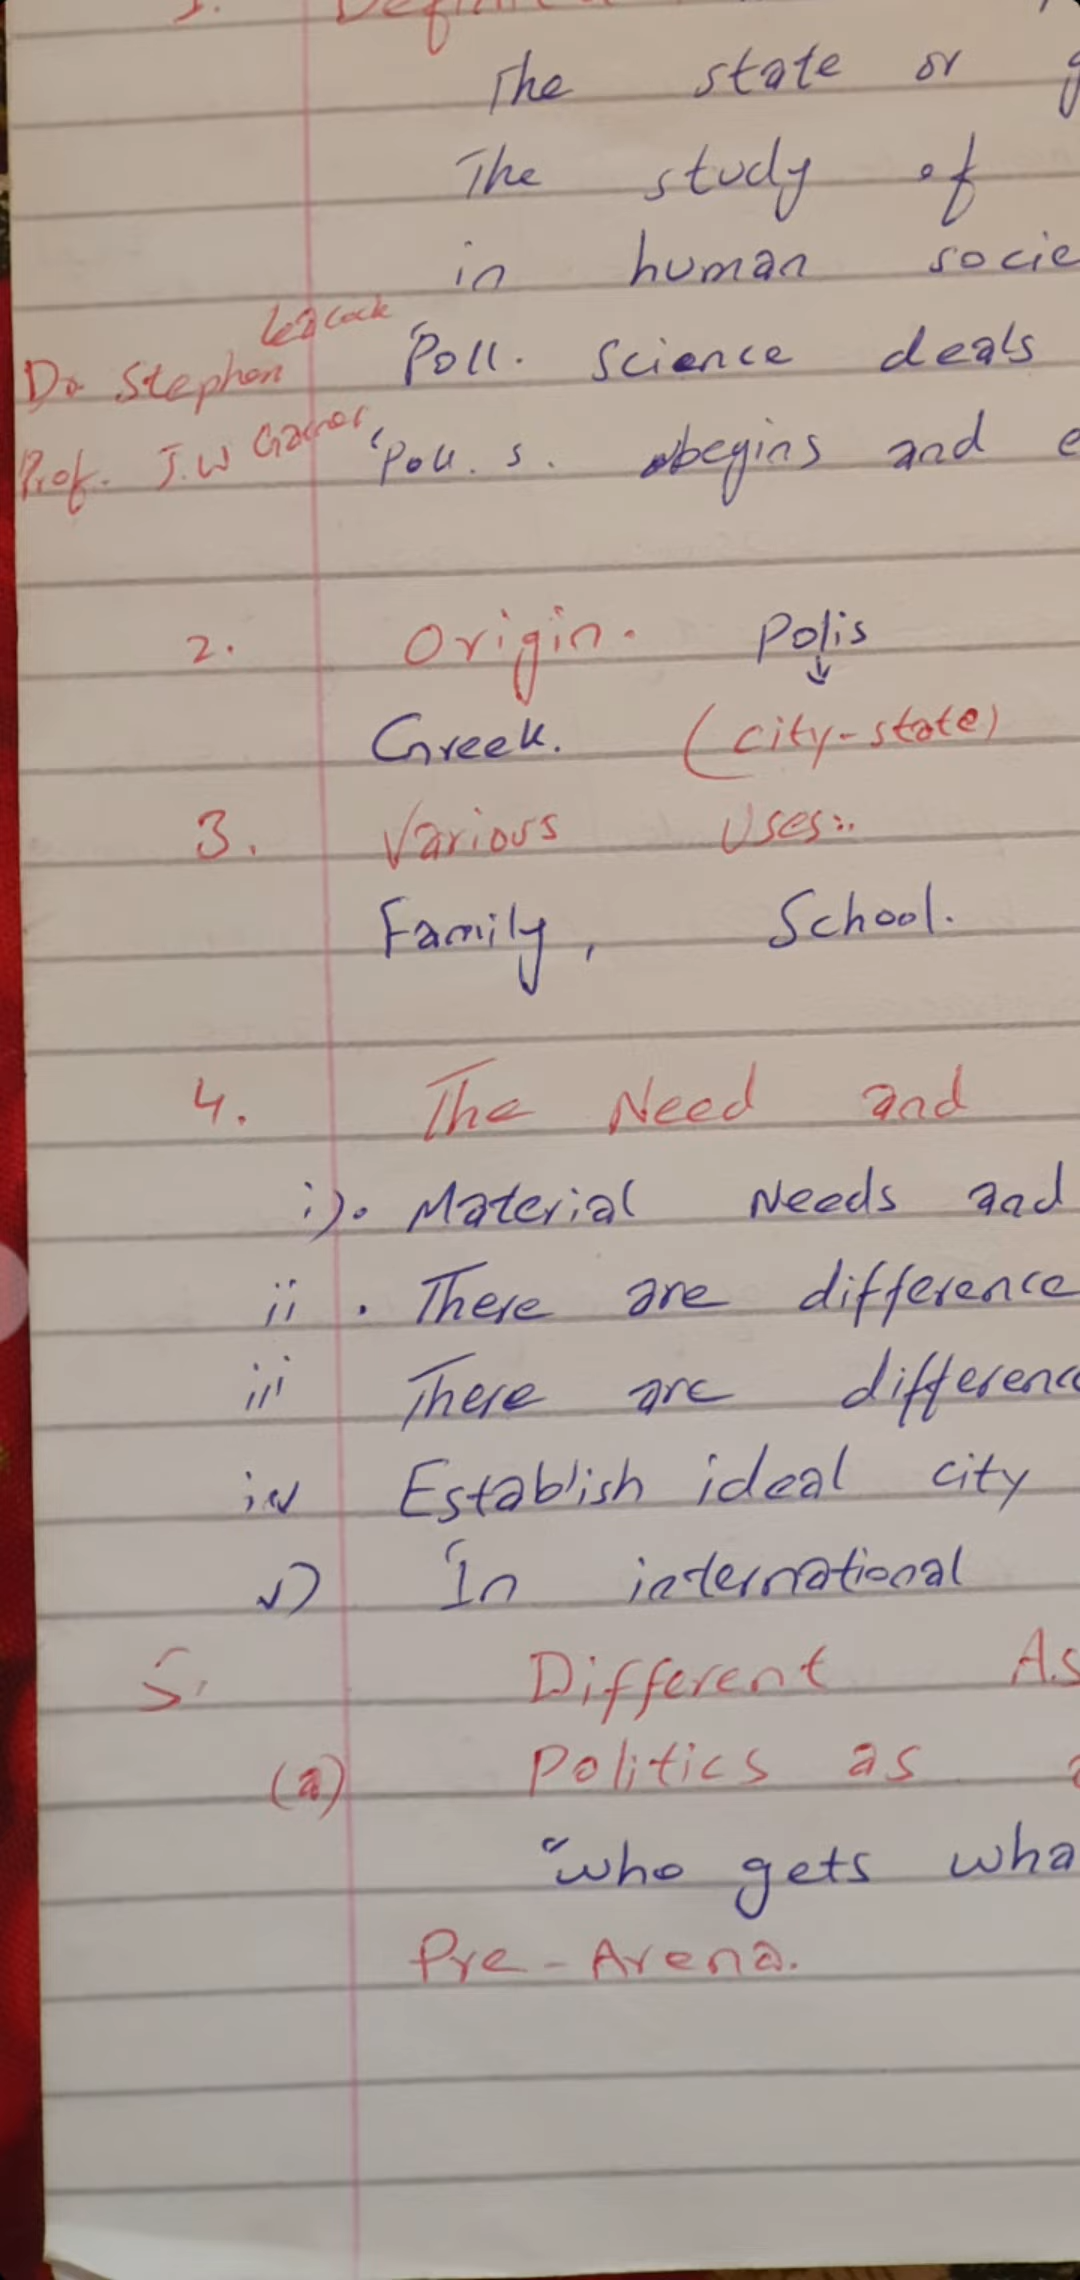 1. Defini
The state or
The study of
in human socie
Leacock
Dr Stephen "Poll. Science deals
Prof. J.W Garner 'Poll. s. begins and e
2. Origin. Polis
↓
Greek. (city-state)
3. Various Uses:.
Family, School.
4. The Need and
i). Material Needs and
ii . There are difference
iii There are differenc
iv Establish ideal city
v) In international
5. Different As
(a) Politics as a
"who gets wha
Pre-Arena.